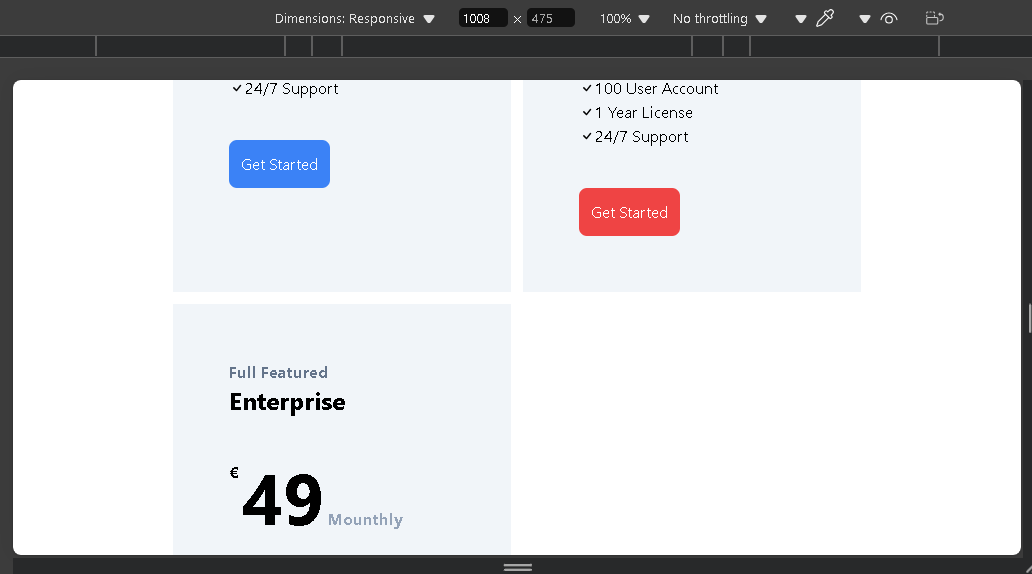 Dimensions: Responsive 1008 × 475 100% No throttling
24/7 Support
Get Started
100 User Account
1 Year License
24/7 Support
Get Started
Full Featured
Enterprise
€49 Mounthly